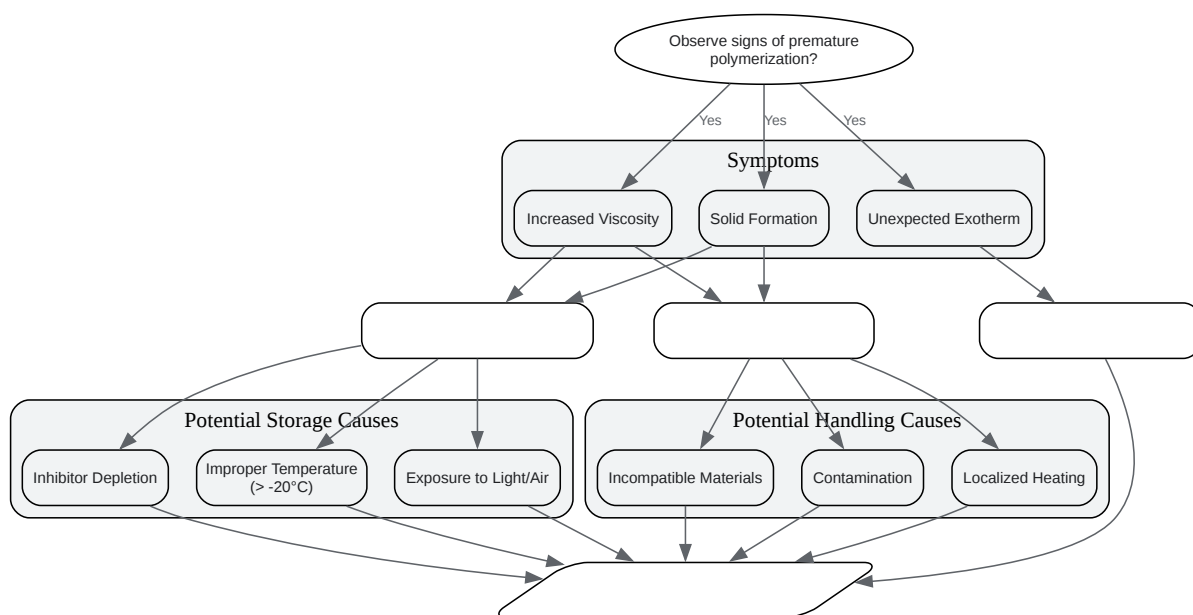 Observe signs of premature
polymerization?
Yes
Yes
Yes
Symptoms
Increased Viscosity
Solid Formation
Unexpected Exotherm
Potential Storage Causes
Potential Handling Causes
Inhibitor Depletion
Improper Temperature
(> -20°C)
Exposure to Light/Air
Incompatible Materials
Contamination
Localized Heating